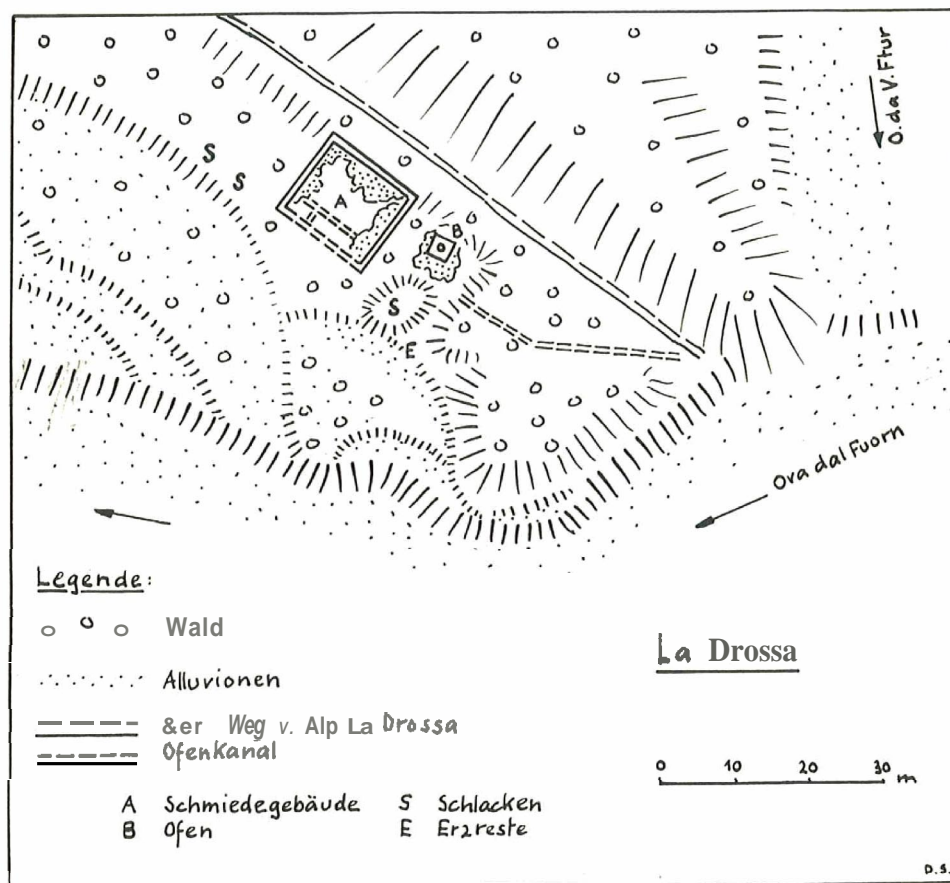 O. da V. Ftur
S
S
A
B
S
E
Ova dal Fuorn
Legende:
Wald
Alluvionen
&er Weg v. Alp La Drossa
Ofenkanal
A Schmiedegebäude S Schlacken
B Ofen E Erzreste
La Drossa
0 10 20 30 m
D.S.